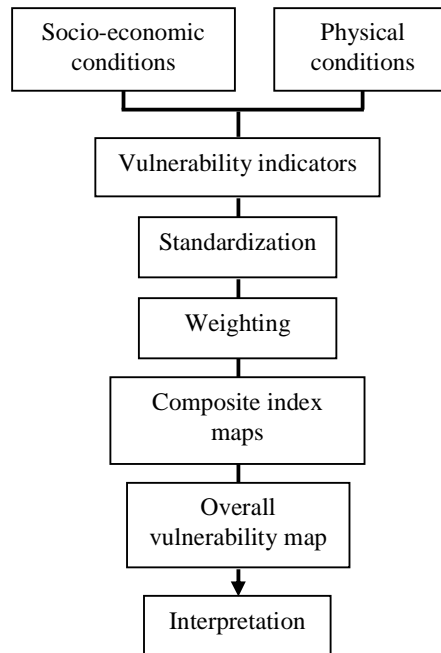 Socio-economic
conditions
Physical
conditions
Vulnerability indicators
Standardization
Weighting
Composite index
maps
Overall
vulnerability map
Interpretation